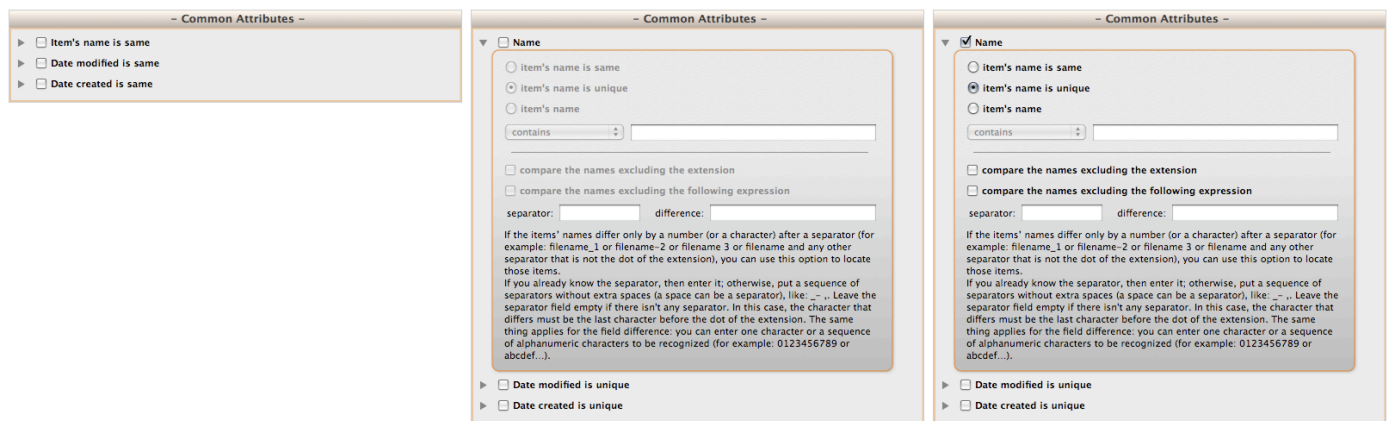 – Common Attributes –
Item's name is same
Date modified is same
Date created is same
– Common Attributes –
Name
item's name is same
item's name is unique
item's name
contains
compare the names excluding the extension
compare the names excluding the following expression
separator: difference:
If the items' names differ only by a number (or a character) after a separator (for
example: filename_1 or filename-2 or filename 3 or filename and any other
separator that is not the dot of the extension), you can use this option to locate
those items.
If you already know the separator, then enter it; otherwise, put a sequence of
separators without extra spaces (a space can be a separator), like: _- ,. Leave the
separator field empty if there isn't any separator. In this case, the character that
differs must be the last character before the dot of the extension. The same
thing applies for the field difference: you can enter one character or a sequence
of alphanumeric characters to be recognized (for example: 0123456789 or
abcdef...).
Date modified is unique
Date created is unique
– Common Attributes –
Name
item's name is same
item's name is unique
item's name
contains
compare the names excluding the extension
compare the names excluding the following expression
separator: difference:
If the items' names differ only by a number (or a character) after a separator (for
example: filename_1 or filename-2 or filename 3 or filename and any other
separator that is not the dot of the extension), you can use this option to locate
those items.
If you already know the separator, then enter it; otherwise, put a sequence of
separators without extra spaces (a space can be a separator), like: _- ,. Leave the
separator field empty if there isn't any separator. In this case, the character that
differs must be the last character before the dot of the extension. The same
thing applies for the field difference: you can enter one character or a sequence
of alphanumeric characters to be recognized (for example: 0123456789 or
abcdef...).
Date modified is unique
Date created is unique